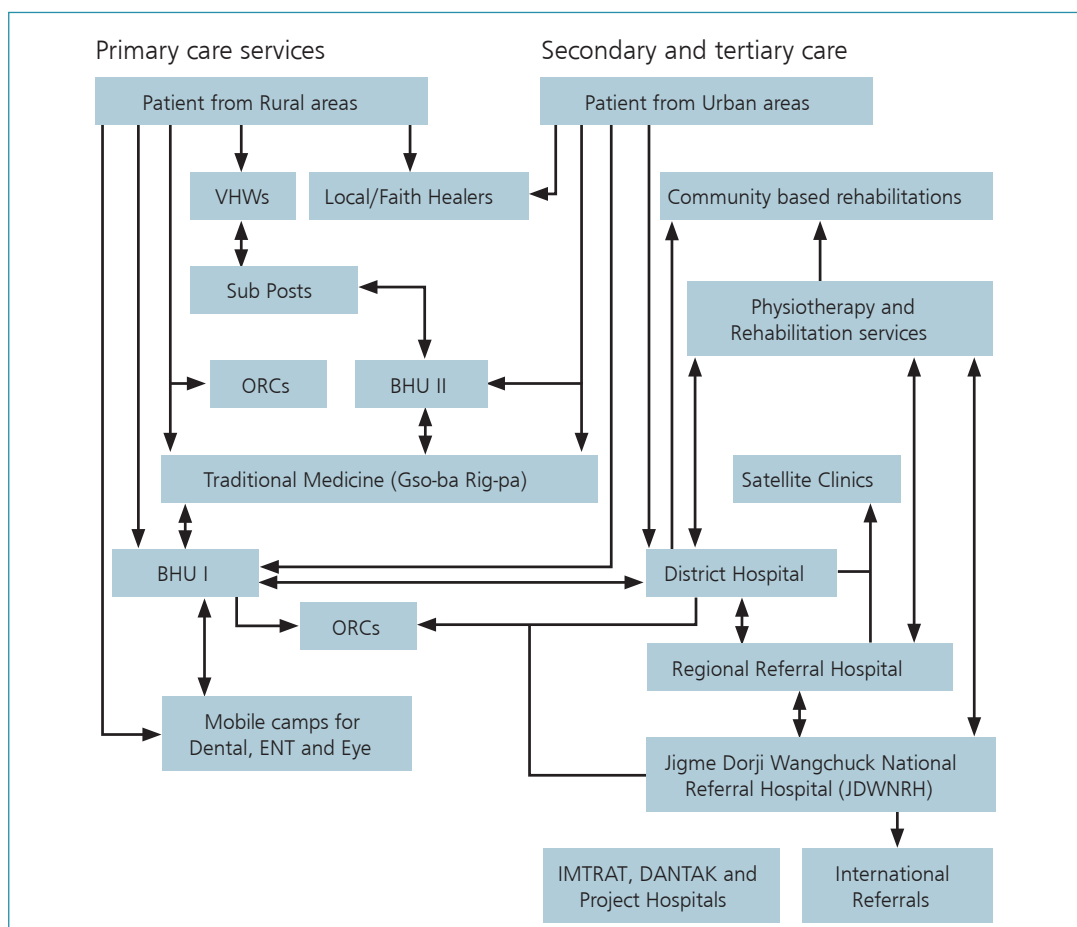 Primary care services
Secondary and tertiary care
Patient from Rural areas
Patient from Urban areas
VHWs
Local/Faith Healers
Community based rehabilitations
Sub Posts
Physiotherapy and
Rehabilitation services
ORCs
BHU II
Traditional Medicine (Gso-ba Rig-pa)
Satellite Clinics
BHU I
District Hospital
ORCs
Regional Referral Hospital
Mobile camps for
Dental, ENT and Eye
Jigme Dorji Wangchuck National
Referral Hospital (JDWNRH)
IMTRAT, DANTAK and
Project Hospitals
International
Referrals